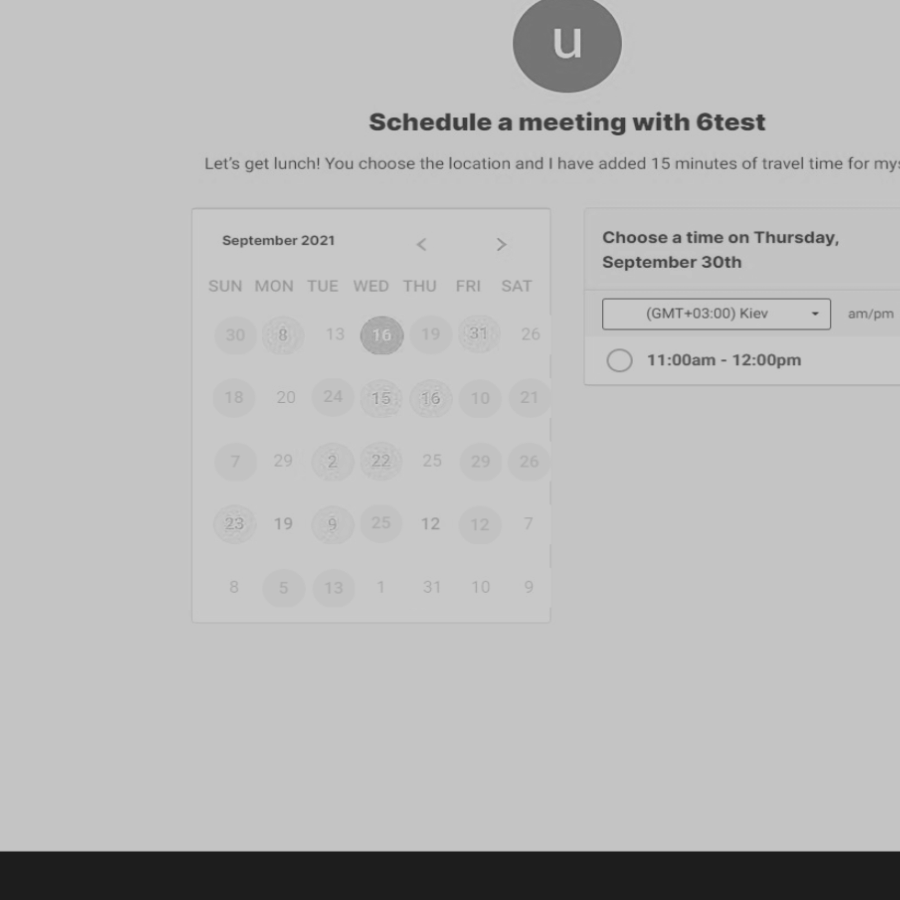 u
Schedule a meeting with 6test
Let's get lunch! You choose the location and I have added 15 minutes of travel time for
September 2021 < >
SUN MON TUE WED THU FRI SAT
30 8 13 16 19 31 26
18 20 24 15 16 10 21
7 29 2 22 25 29 26
23 19 9 25 12 12 7
8 5 13 1 31 10 9
Choose a time on Thursday,
September 30th
(GMT+03:00) Kiev am/pm
11:00am - 12:00pm